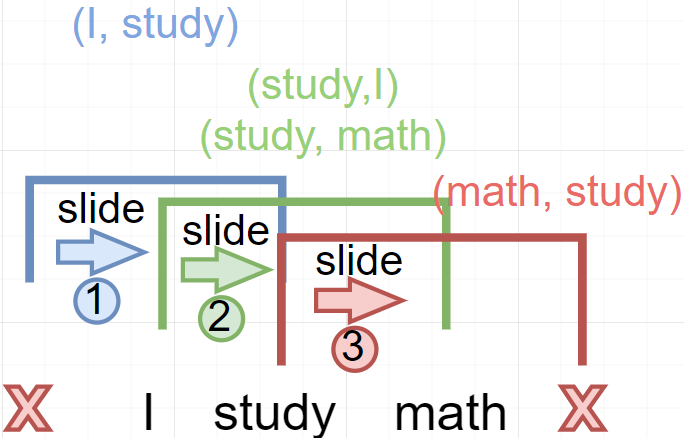 (I, study)
(study,I)
(study, math)
(math, study)
slide
slide
slide
1
2
3
X I study math X